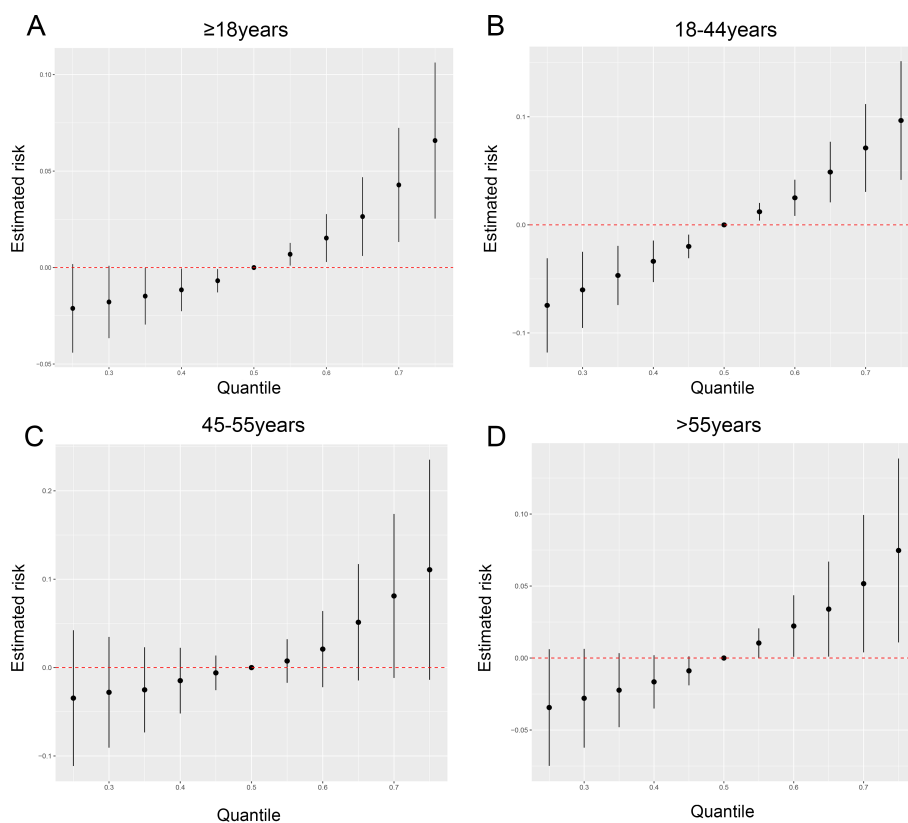 A
≥18years
Estimated risk
0.10
0.05
0.00
−0.05
0.3
0.4
0.5
0.6
0.7
Quantile
B
18-44years
Estimated risk
0.1
0.0
−0.1
0.3
0.4
0.5
0.6
0.7
Quantile
C
45-55years
Estimated risk
0.2
0.1
0.0
−0.1
0.3
0.4
0.5
0.6
0.7
Quantile
D
>55years
Estimated risk
0.10
0.05
0.00
−0.05
0.3
0.4
0.5
0.6
0.7
Quantile